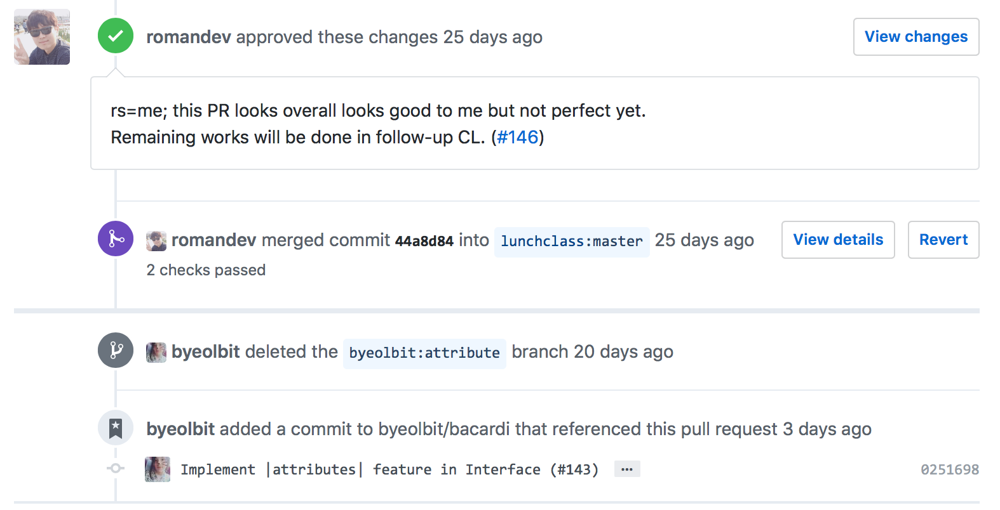 romandev approved these changes 25 days ago
View changes
rs=me; this PR looks overall looks good to me but not perfect yet.
Remaining works will be done in follow-up CL. (#146)
romandev merged commit 44a8d84 into lunchclass:master 25 days ago
View details
Revert
2 checks passed
byeolbit deleted the byeolbit:attribute branch 20 days ago
byeolbit added a commit to byeolbit/bacardi that referenced this pull request 3 days ago
Implement |attributes| feature in Interface (#143) ...
0251698